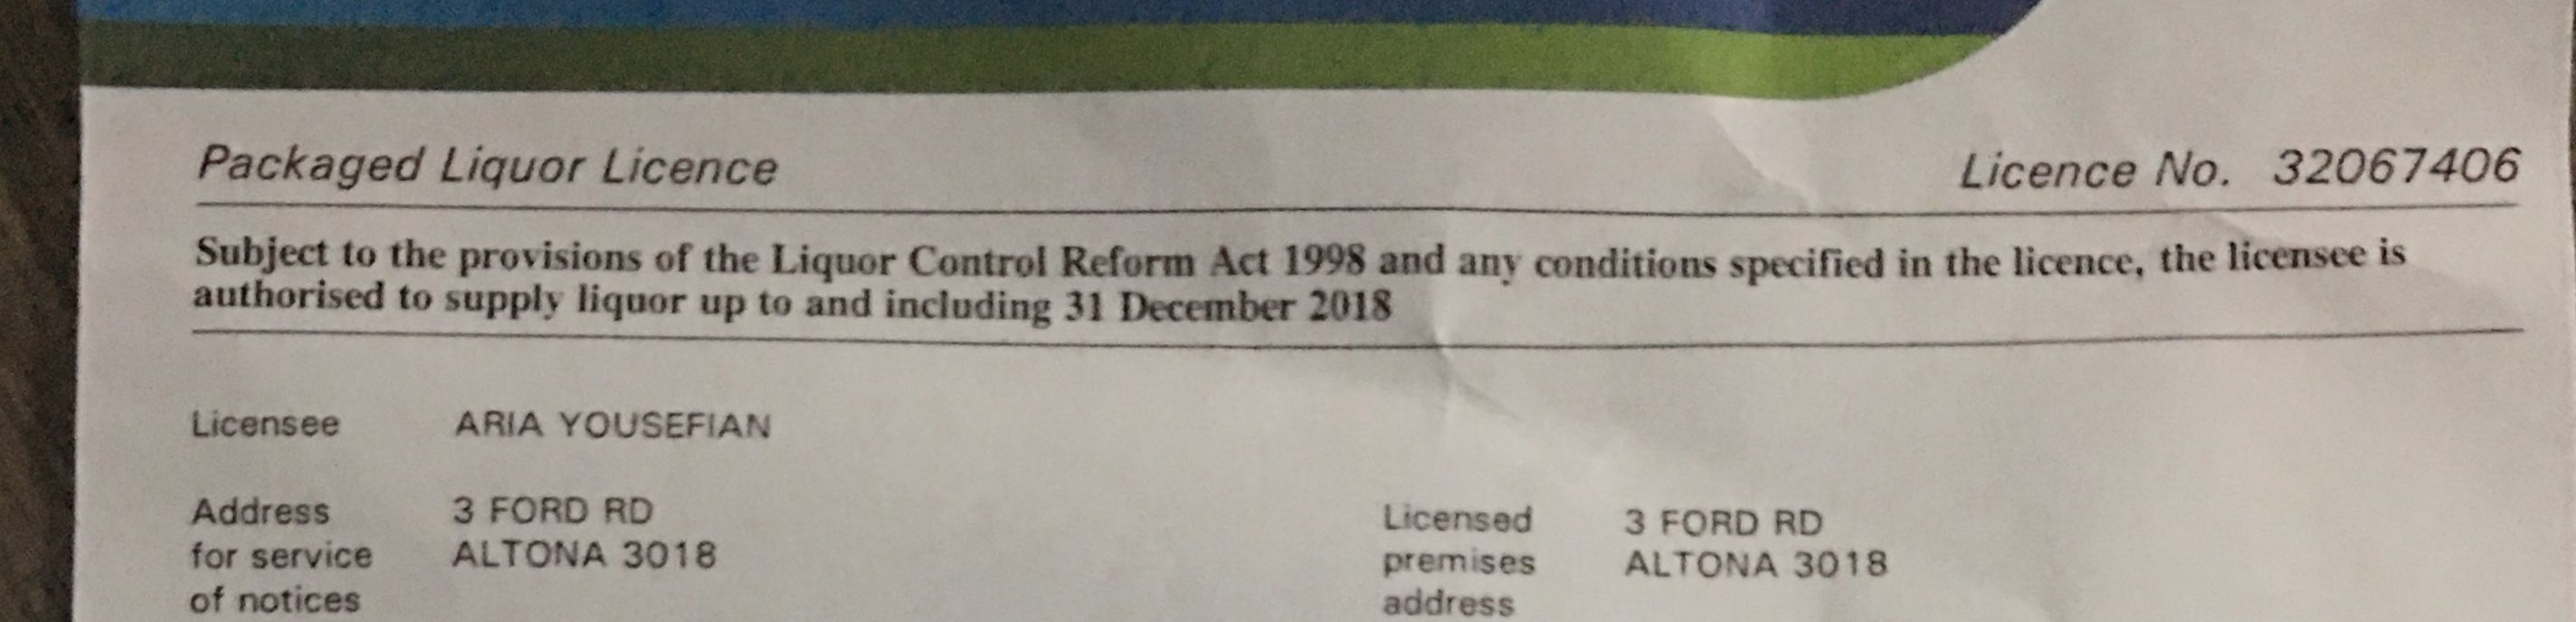 Packaged Liquor Licence Licence No. 32067406
Subject to the provisions of the Liquor Control Reform Act 1998 and any conditions specified in the licence, the licensee is
authorised to supply liquor up to and including 31 December 2018
Licensee ARIA YOUSEFIAN
Address 3 FORD RD
for service ALTONA 3018
of notices
Licensed 3 FORD RD
premises ALTONA 3018
address